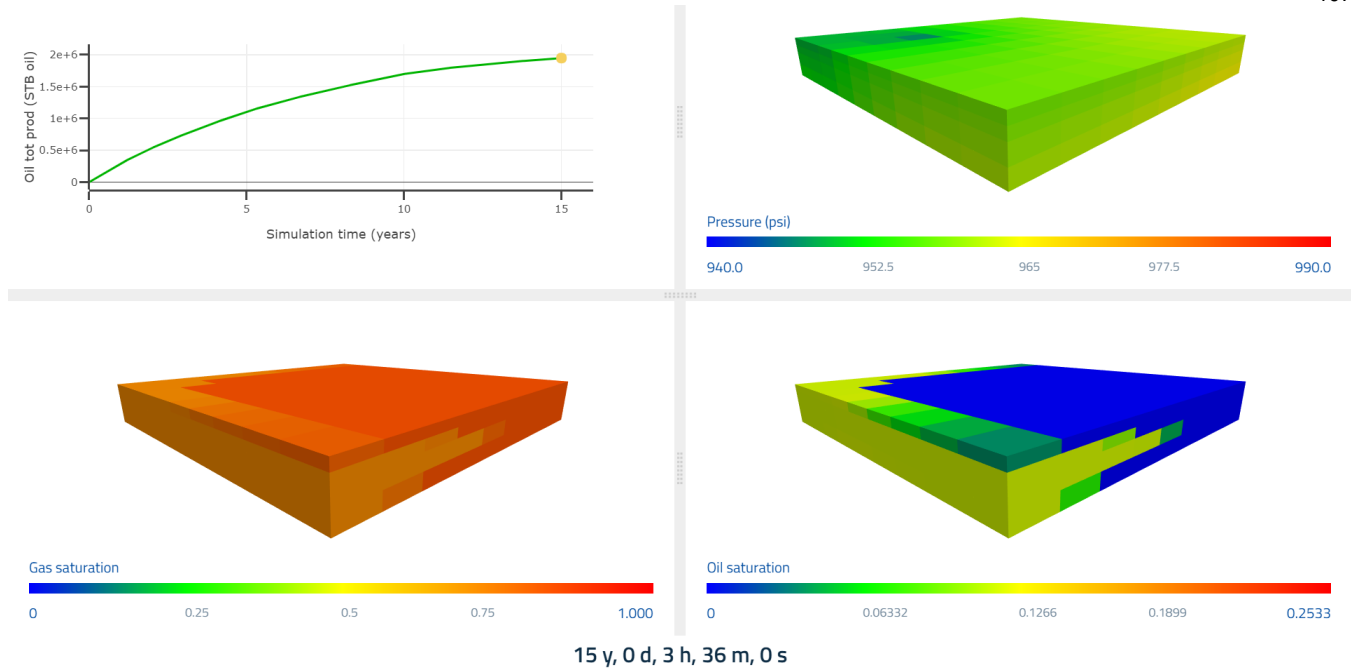 2e+6
1.5e+6
1e+6
0.5e+6
0
Oil tot prod (STB oil)
0 5 10 15
Simulation time (years)
Pressure (psi)
940.0 952.5 965 977.5 990.0
Gas saturation
0 0.25 0.5 0.75 1.000
Oil saturation
0 0.06332 0.1266 0.1899 0.2533
15 y, 0 d, 3 h, 36 m, 0 s